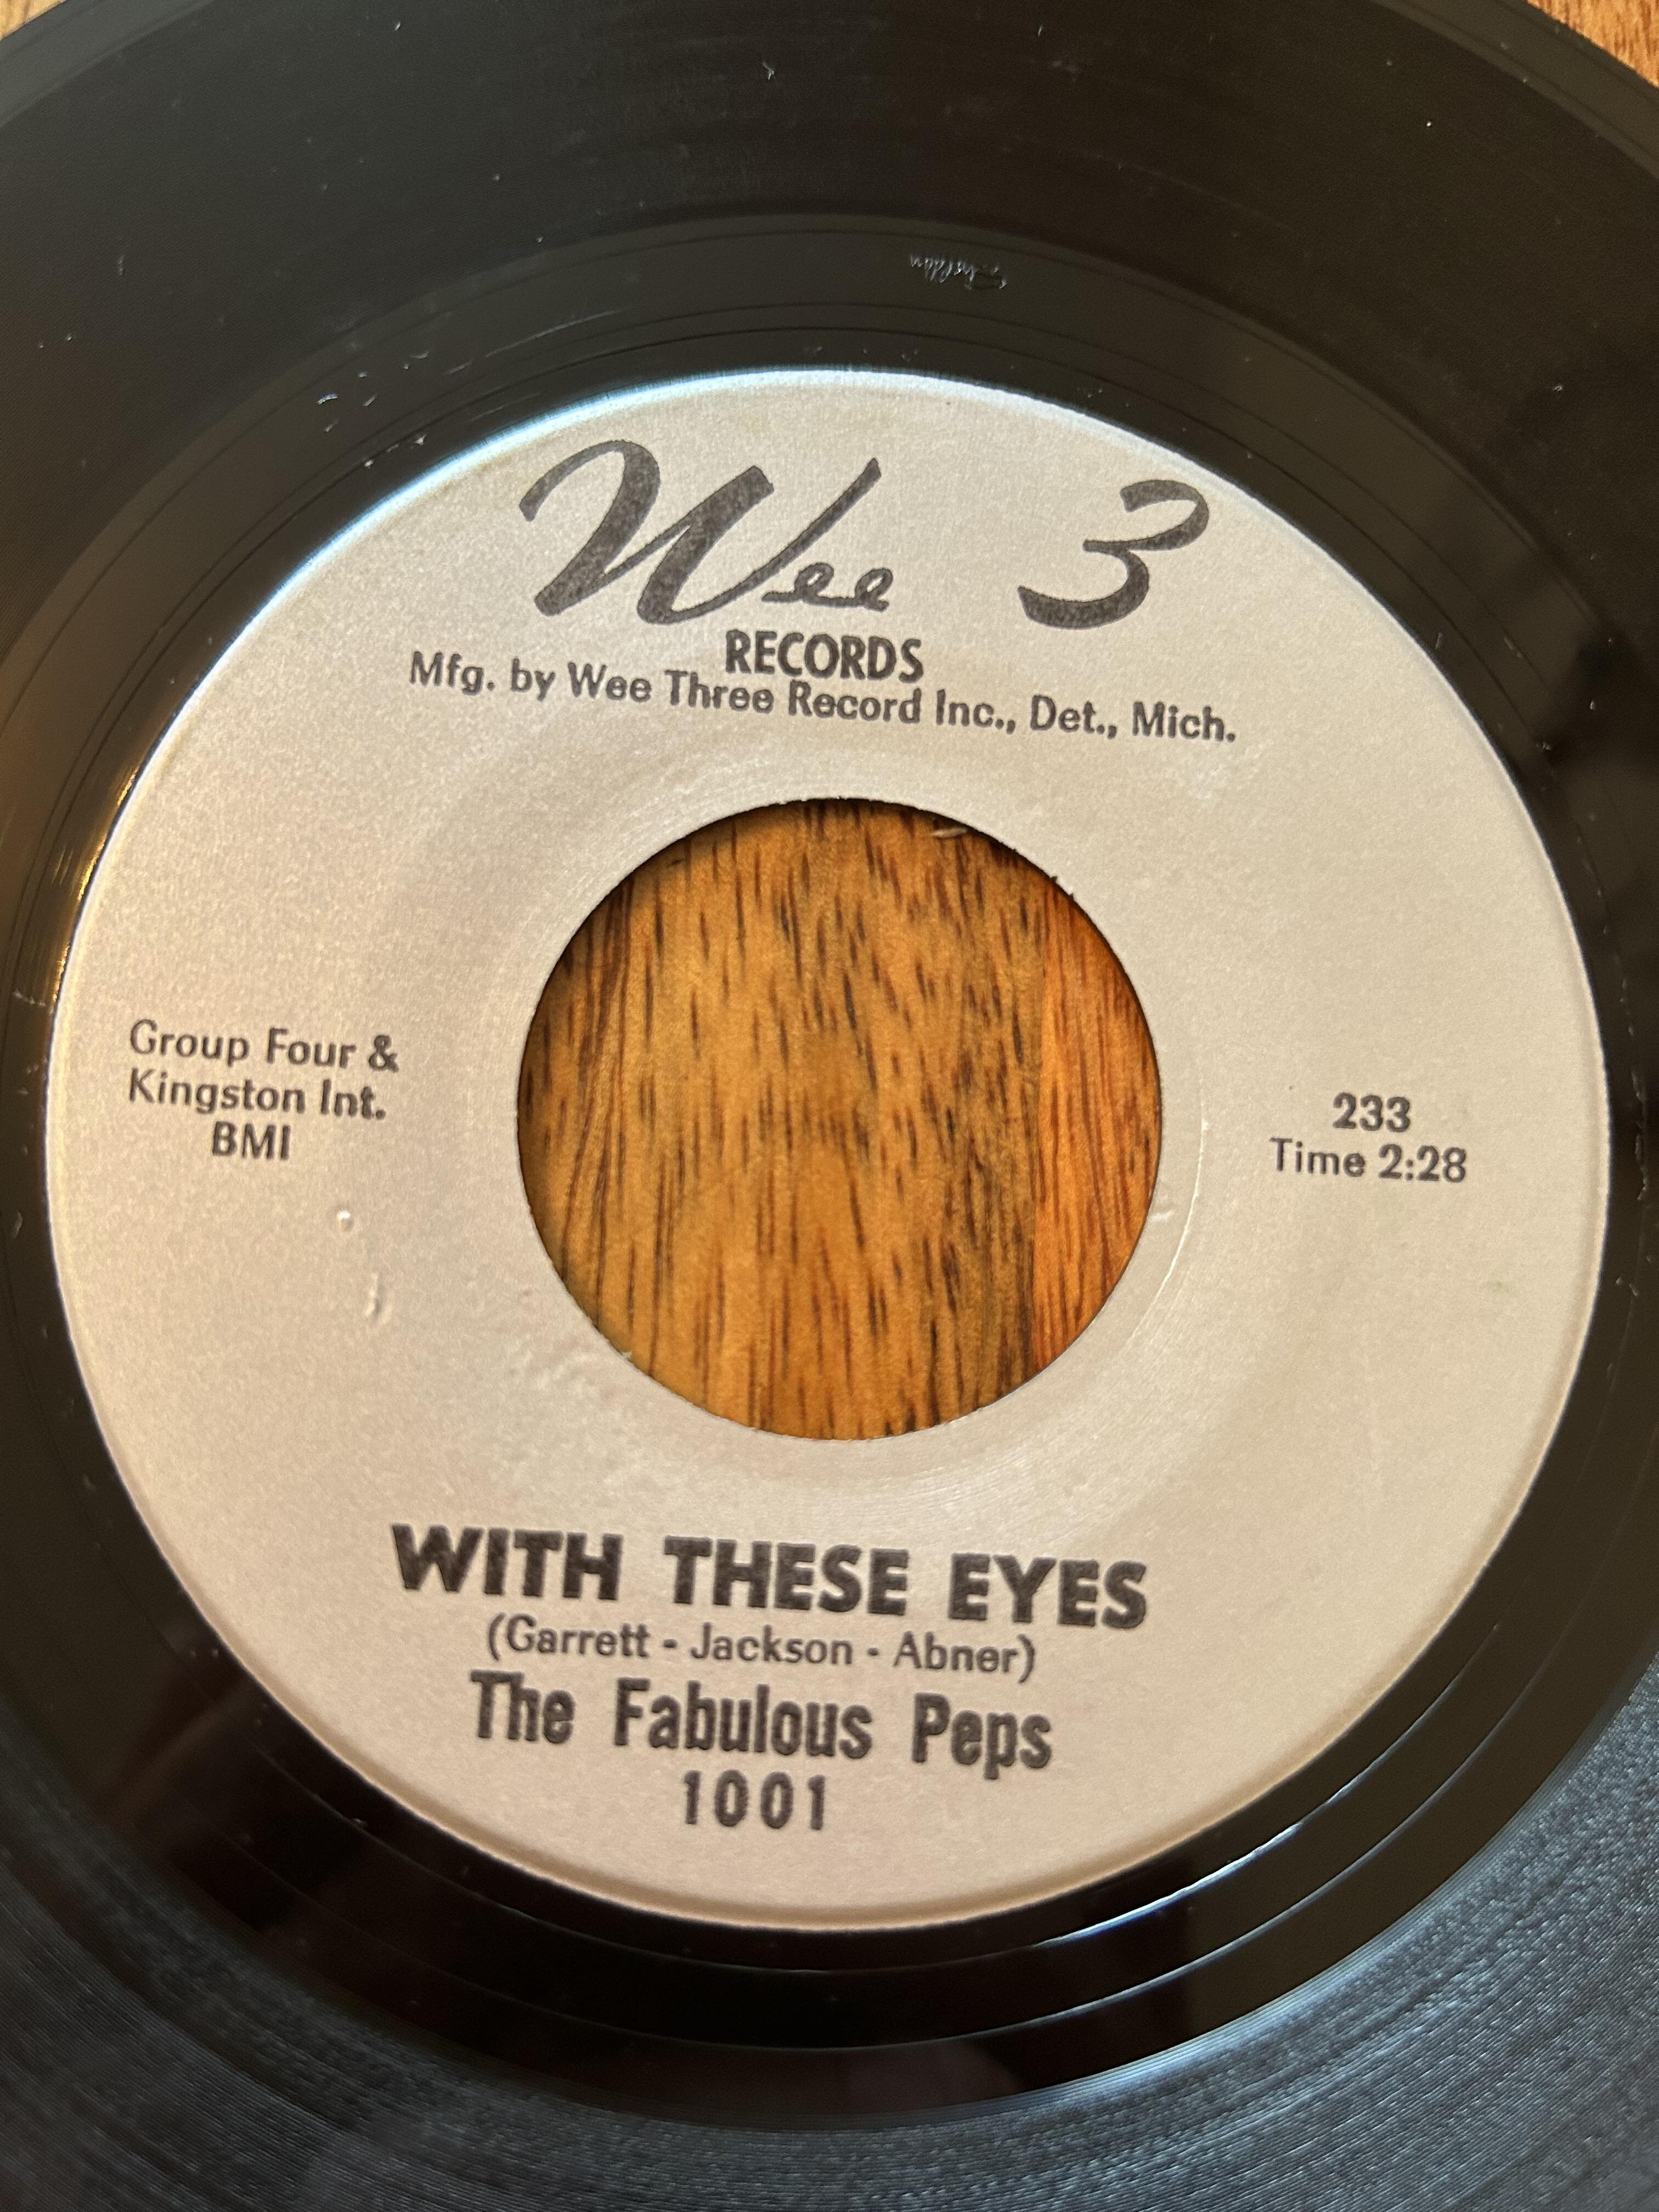 Wee 3
RECORDS
Mfg. by Wee Three Record Inc., Det., Mich.
Group Four &
Kingston Int.
BMI
233
Time 2:28
WITH THESE EYES
(Garrett - Jackson - Abner)
The Fabulous Peps
1001